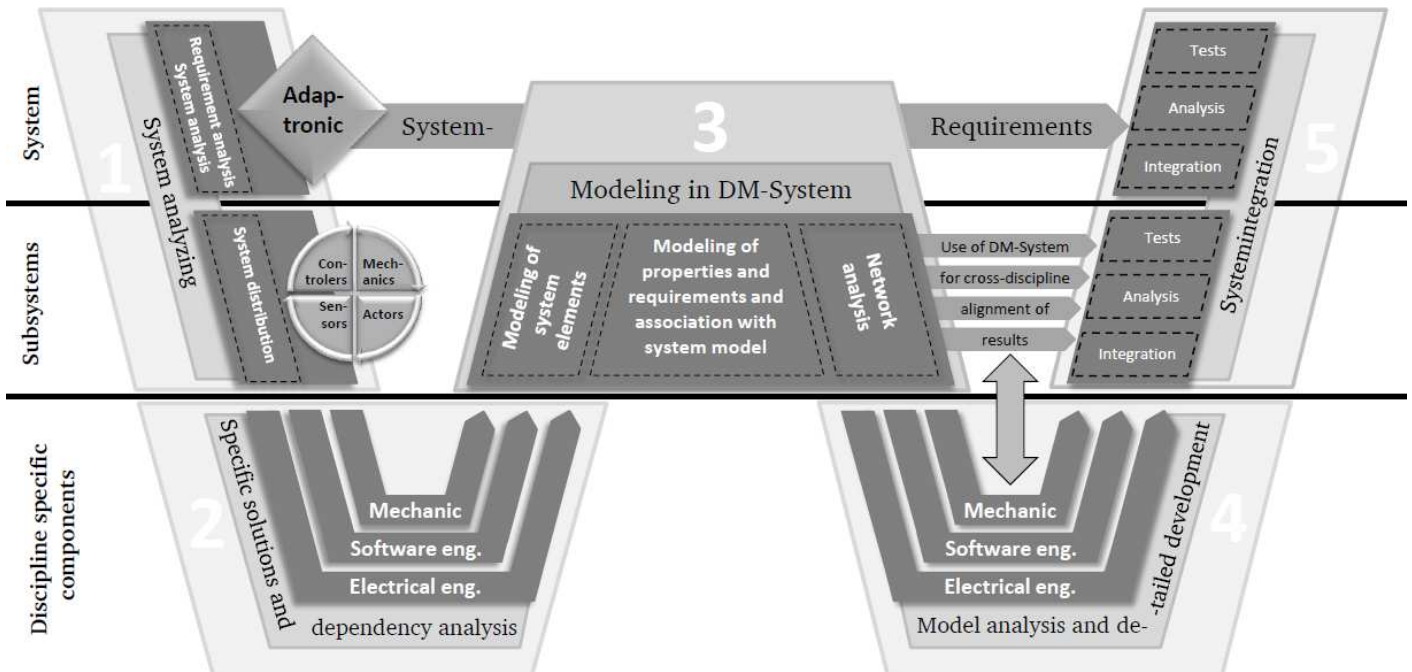 System
Subsystems
Discipline specific
components
1
System analyzing
Requirement analysis
System analysis
Adap-
tronic
System distribution
Con-
trolers
Mech-
anics
Sen-
sors
Actors
System-
Requirements
3
Modeling in DM-System
Modeling of
system
elements
Modeling of
properties and
requirements and
association with
system model
Network
analysis
Use of DM-System
for cross-discipline
alignment of
results
5
Systemintegration
Tests
Analysis
Integration
Tests
Analysis
Integration
2
Specific solutions and
dependency analysis
Mechanic
Software eng.
Electrical eng.
4
Mechanic
Software eng.
Electrical eng.
Model analysis and de-
-tailed development